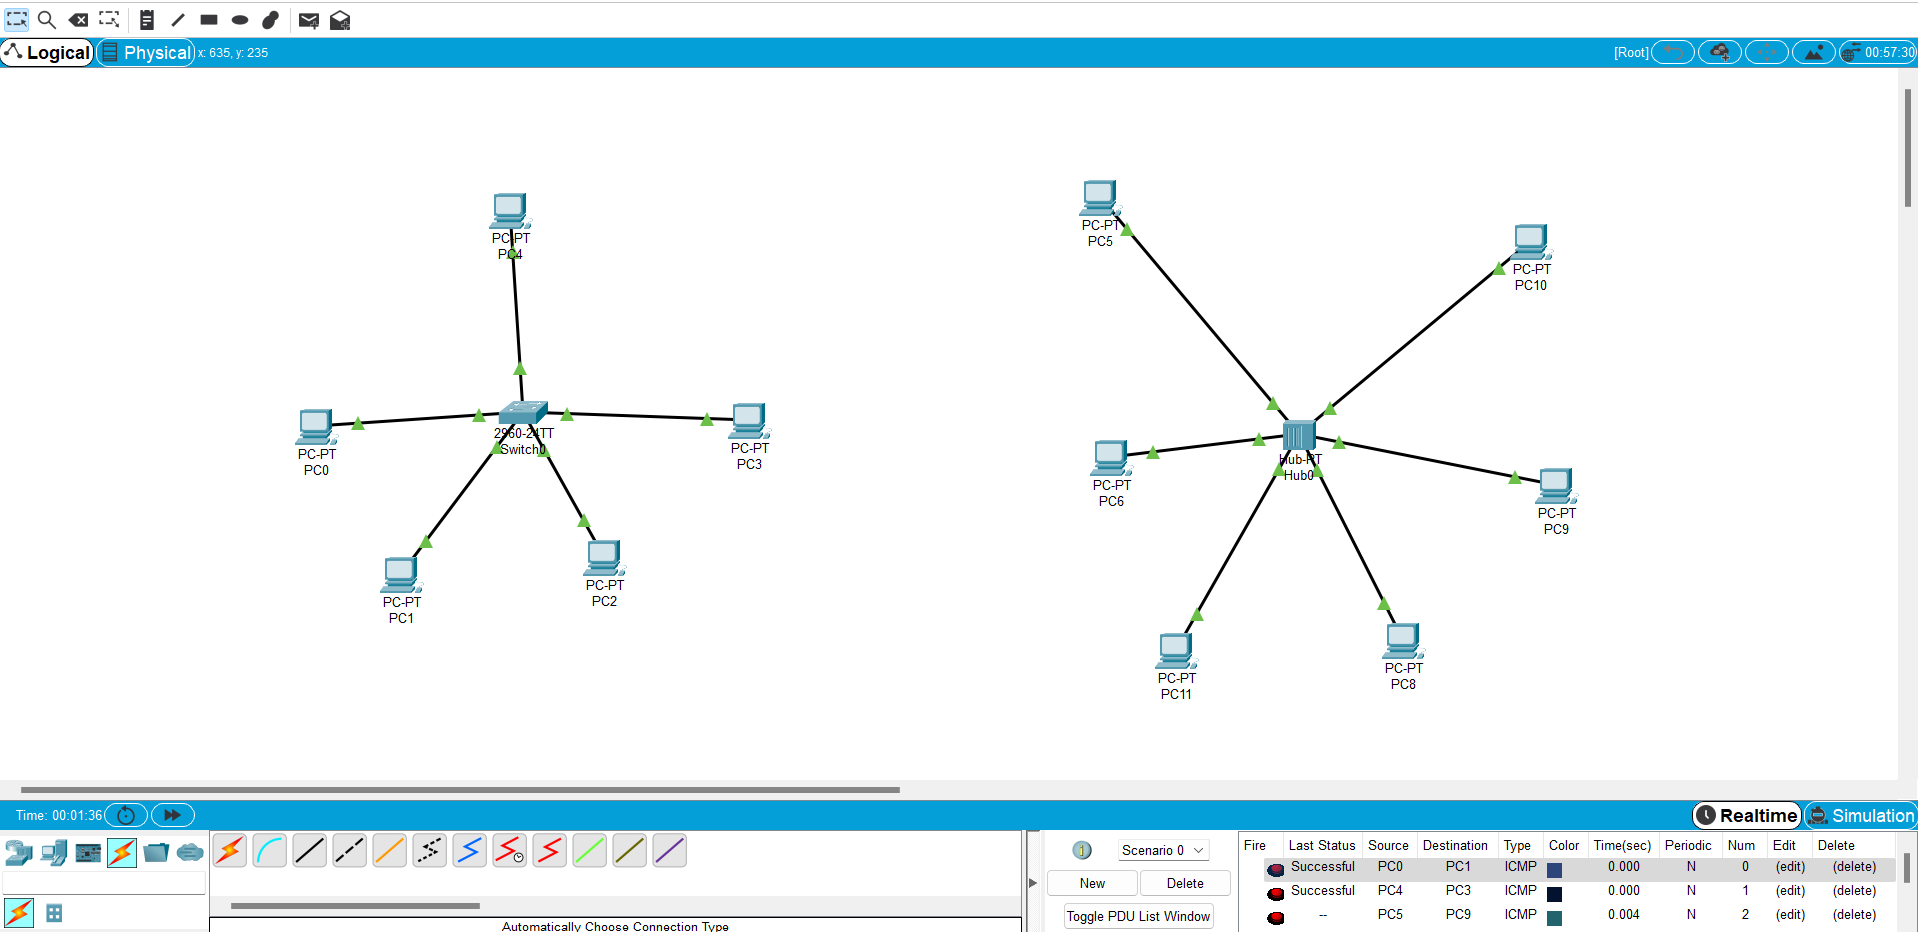 Logical Physical x: 635, y: 235 [Root] 00:57:30
PC-PT
PC4
PC-PT
PC0
2960-24TT
Switch0
PC-PT
PC3
PC-PT
PC1
PC-PT
PC2
PC-PT
PC5
PC-PT
PC10
PC-PT
PC6
Hub-PT
Hub0
PC-PT
PC9
PC-PT
PC11
PC-PT
PC8
Time: 00:01:36 Realtime Simulation
Automatically Choose Connection Type
Scenario 0
New Delete
Toggle PDU List Window
Fire Last Status Source Destination Type Color Time(sec) Periodic Num Edit Delete
Successful PC0 PC1 ICMP 0.000 N 0 (edit) (delete)
Successful PC4 PC3 ICMP 0.000 N 1 (edit) (delete)
-- PC5 PC9 ICMP 0.004 N 2 (edit) (delete)